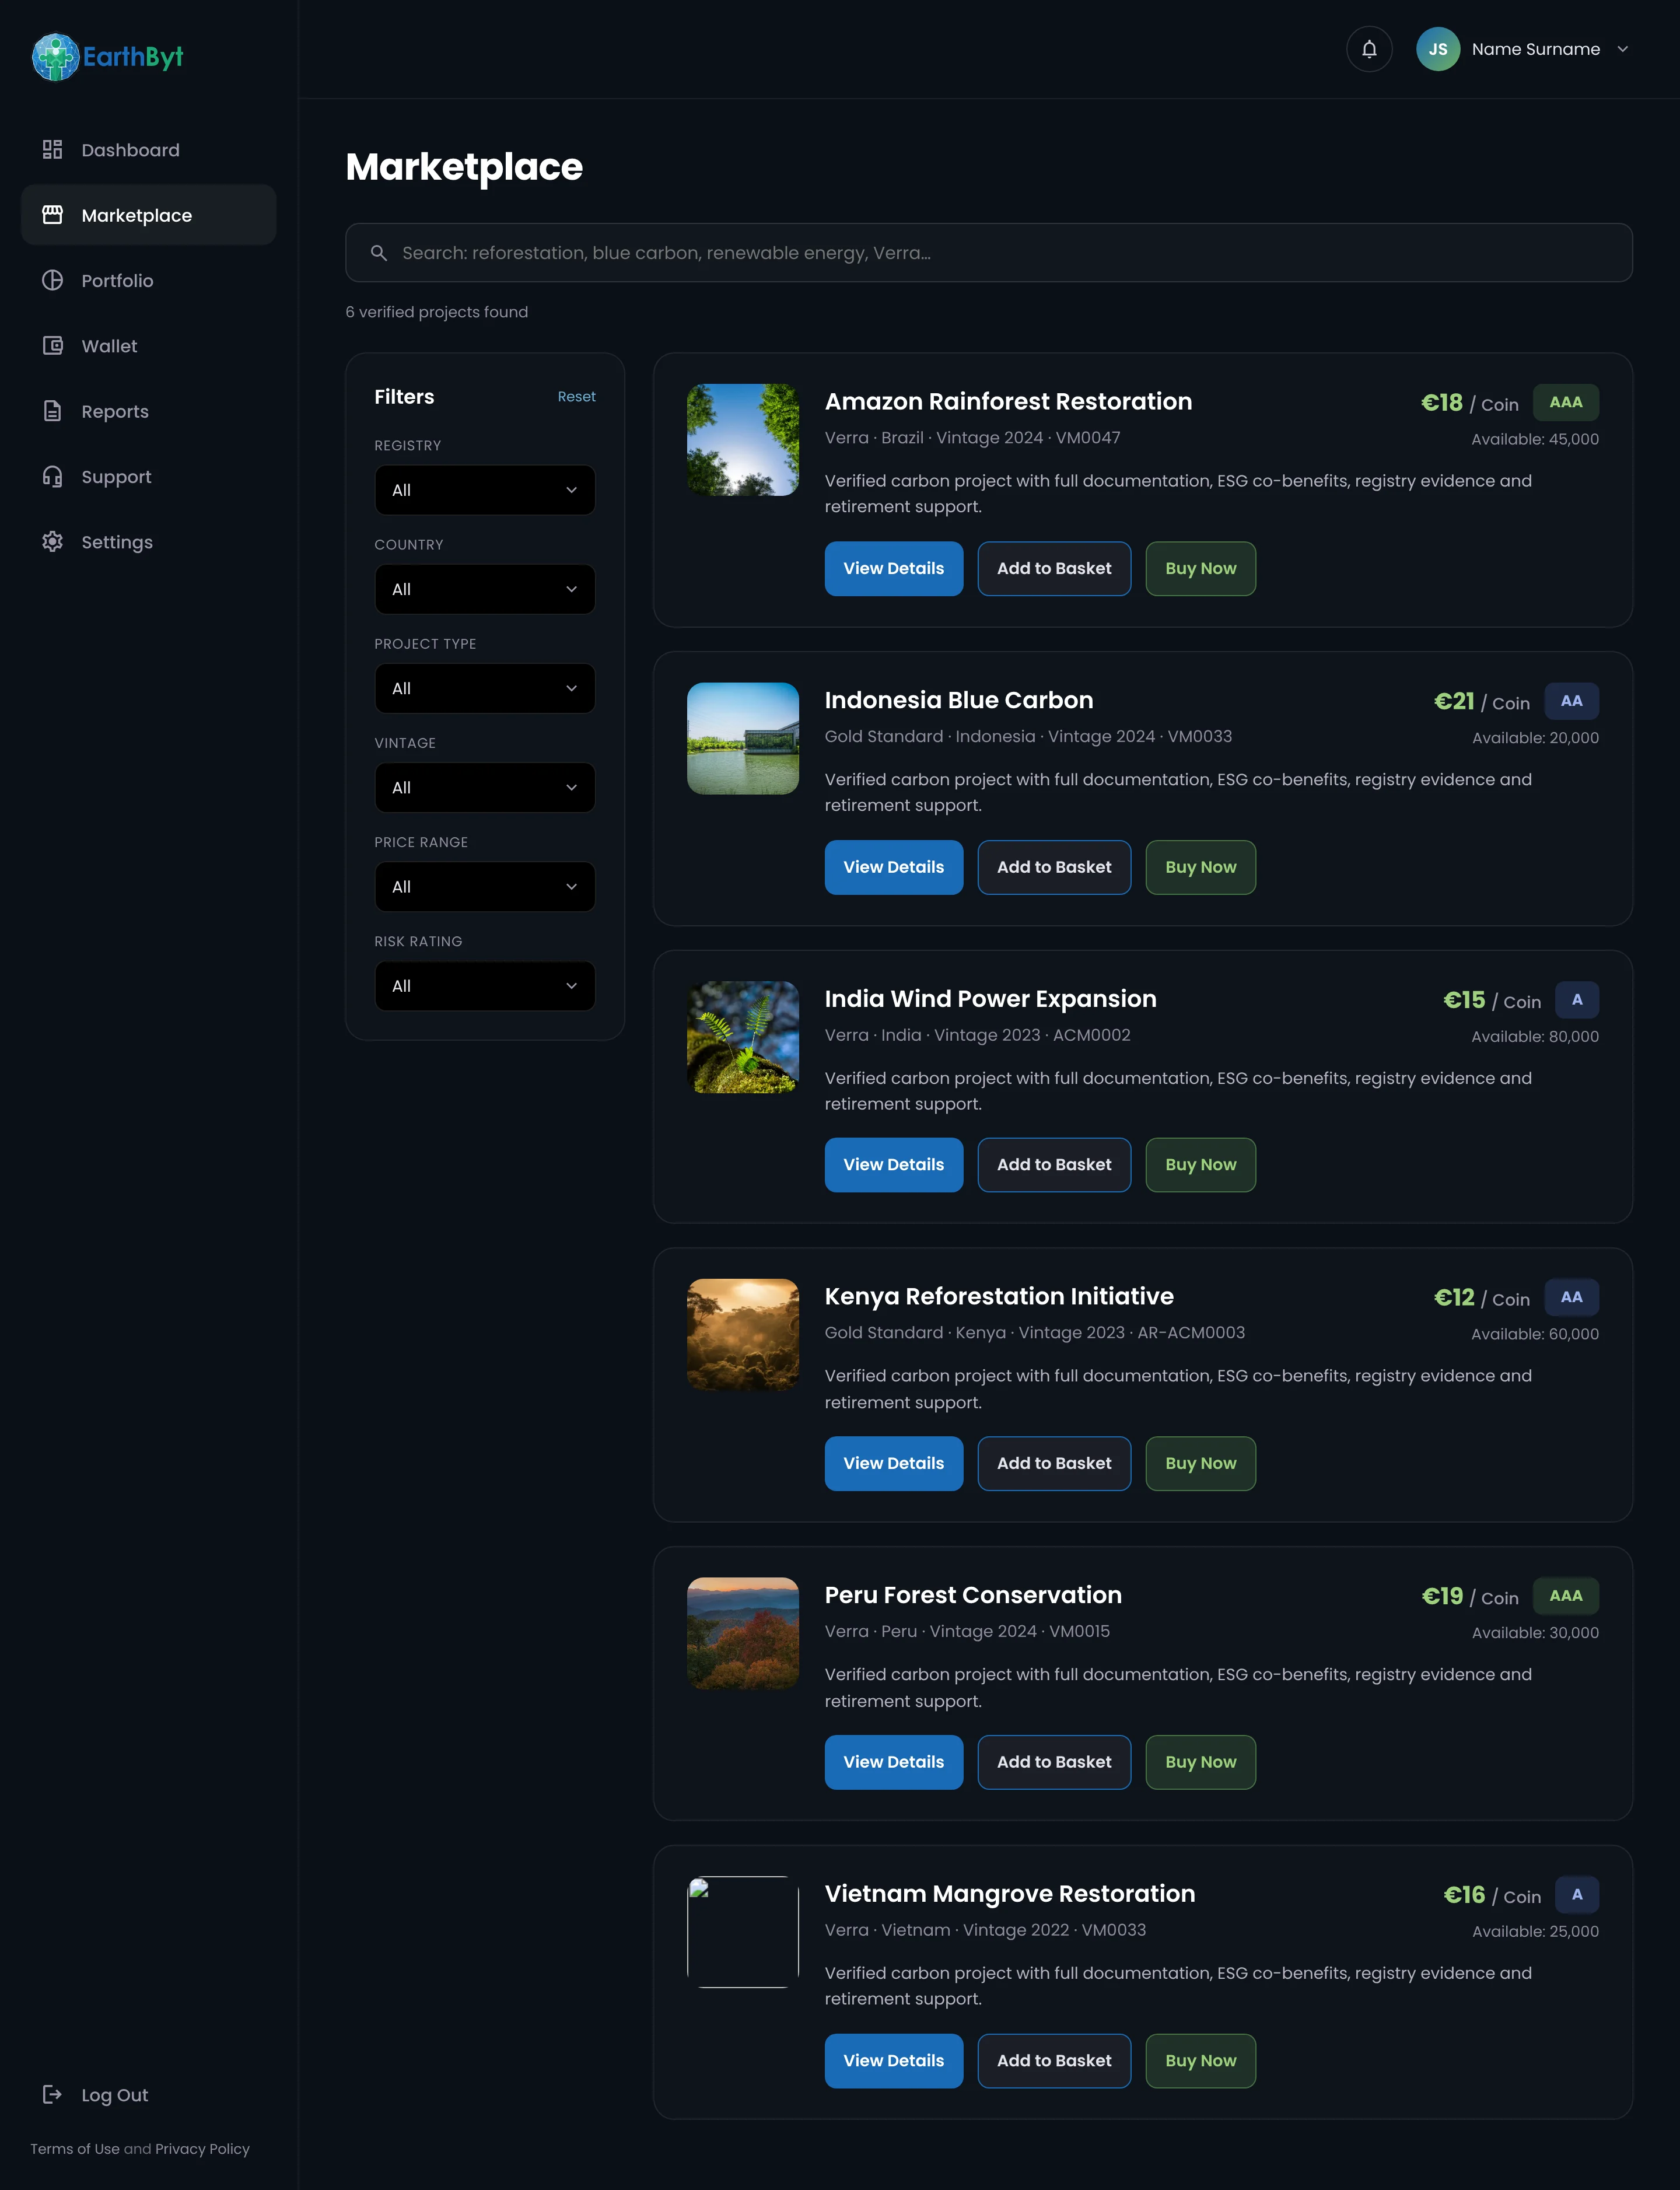 EarthByt
JS
Name Surname
Dashboard
Marketplace
Portfolio
Wallet
Reports
Support
Settings
Log Out
Terms of Use and Privacy Policy
Marketplace
Search: reforestation, blue carbon, renewable energy, Verra...
6 verified projects found
Filters
Reset
REGISTRY
All
COUNTRY
All
PROJECT TYPE
All
VINTAGE
All
PRICE RANGE
All
RISK RATING
All
Amazon Rainforest Restoration
€18 / Coin
AAA
Verra · Brazil · Vintage 2024 · VM0047
Available: 45,000
Verified carbon project with full documentation, ESG co-benefits, registry evidence and
retirement support.
View Details
Add to Basket
Buy Now
Indonesia Blue Carbon
€21 / Coin
AA
Gold Standard · Indonesia · Vintage 2024 · VM0033
Available: 20,000
Verified carbon project with full documentation, ESG co-benefits, registry evidence and
retirement support.
View Details
Add to Basket
Buy Now
India Wind Power Expansion
€15 / Coin
A
Verra · India · Vintage 2023 · ACM0002
Available: 80,000
Verified carbon project with full documentation, ESG co-benefits, registry evidence and
retirement support.
View Details
Add to Basket
Buy Now
Kenya Reforestation Initiative
€12 / Coin
AA
Gold Standard · Kenya · Vintage 2023 · AR-ACM0003
Available: 60,000
Verified carbon project with full documentation, ESG co-benefits, registry evidence and
retirement support.
View Details
Add to Basket
Buy Now
Peru Forest Conservation
€19 / Coin
AAA
Verra · Peru · Vintage 2024 · VM0015
Available: 30,000
Verified carbon project with full documentation, ESG co-benefits, registry evidence and
retirement support.
View Details
Add to Basket
Buy Now
Vietnam Mangrove Restoration
€16 / Coin
A
Verra · Vietnam · Vintage 2022 · VM0033
Available: 25,000
Verified carbon project with full documentation, ESG co-benefits, registry evidence and
retirement support.
View Details
Add to Basket
Buy Now